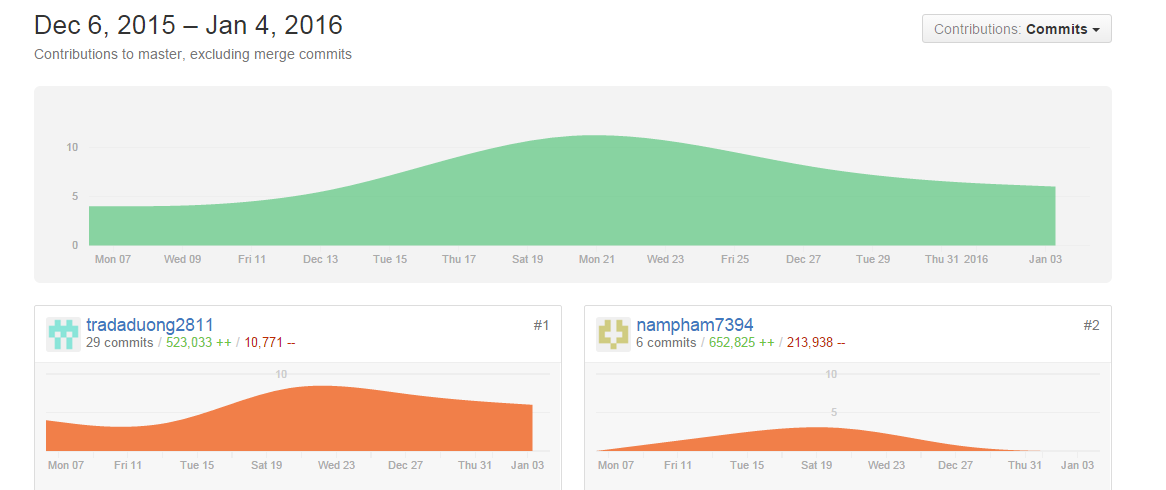 Dec 6, 2015 – Jan 4, 2016
Contributions: Commits
Contributions to master, excluding merge commits
10
5
0
Mon 07 Wed 09 Fri 11 Dec 13 Tue 15 Thu 17 Sat 19 Mon 21 Wed 23 Fri 25 Dec 27 Tue 29 Thu 31 2016 Jan 03
tradaduong2811 #1
29 commits / 523,033 ++ / 10,771 --
10
Mon 07 Fri 11 Tue 15 Sat 19 Wed 23 Dec 27 Thu 31 Jan 03
nampham7394 #2
6 commits / 652,825 ++ / 213,938 --
10
5
Mon 07 Fri 11 Tue 15 Sat 19 Wed 23 Dec 27 Thu 31 Jan 03